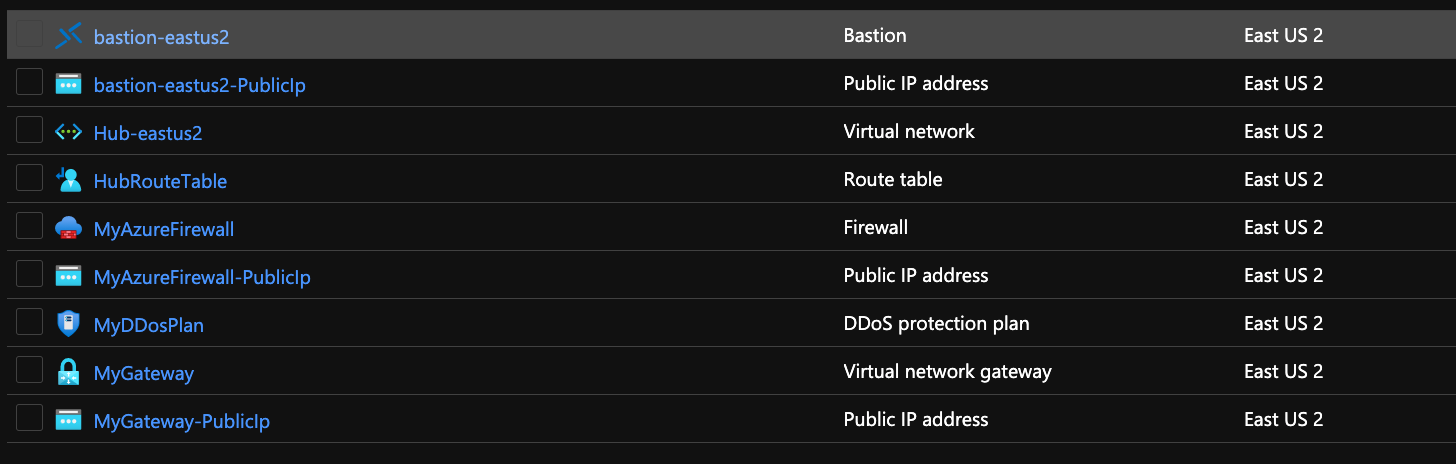 bastion-eastus2 Bastion East US 2
bastion-eastus2-PublicIp Public IP address East US 2
Hub-eastus2 Virtual network East US 2
HubRouteTable Route table East US 2
MyAzureFirewall Firewall East US 2
MyAzureFirewall-PublicIp Public IP address East US 2
MyDDosPlan DDoS protection plan East US 2
MyGateway Virtual network gateway East US 2
MyGateway-PublicIp Public IP address East US 2